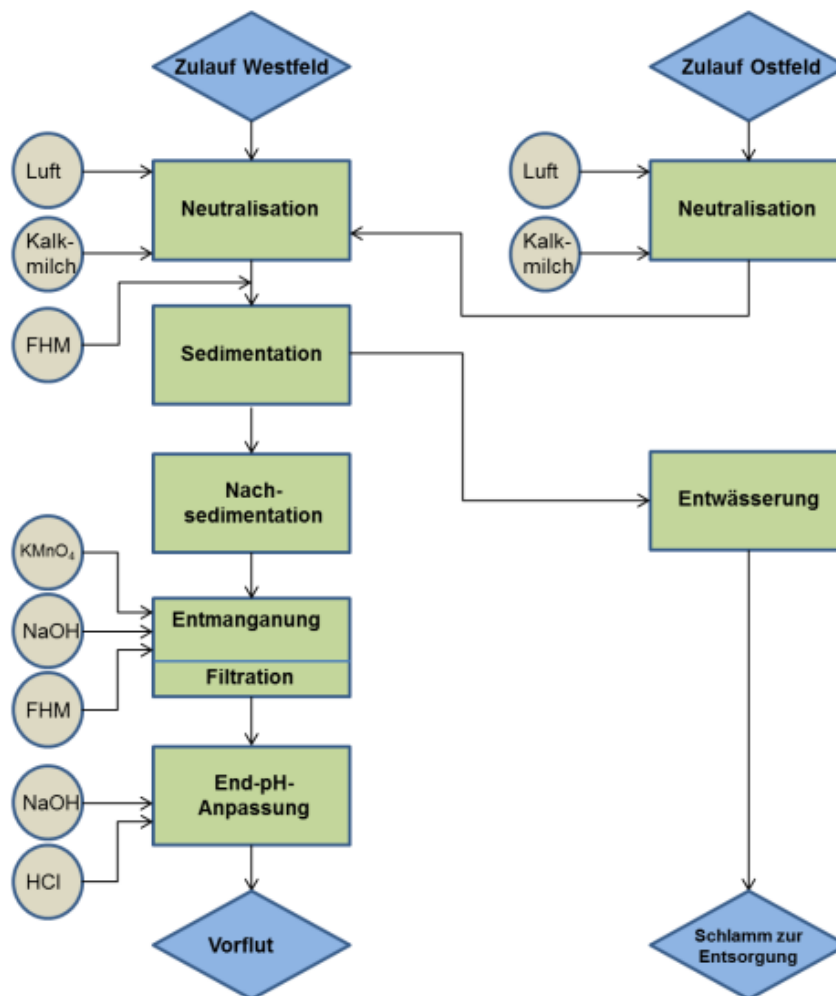 Zulauf Westfeld
Zulauf Ostfeld
Luft
Neutralisation
Kalk-
milch
Luft
Neutralisation
Kalk-
milch
FHM
Sedimentation
Nach-
sedimentation
Entwässerung
KMnO₄
NaOH
FHM
Entmanganung
Filtration
NaOH
HCl
End-pH-
Anpassung
Vorflut
Schlamm zur
Entsorgung